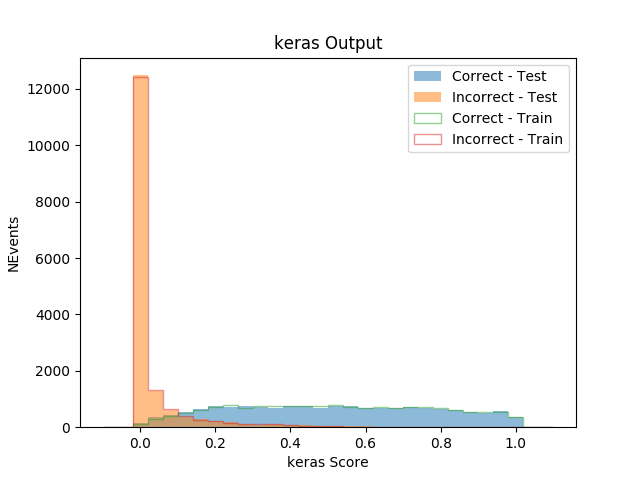 keras Output
Correct - Test
Incorrect - Test
Correct - Train
Incorrect - Train
NEvents
12000
10000
8000
6000
4000
2000
0
0.0 0.2 0.4 0.6 0.8 1.0
keras Score